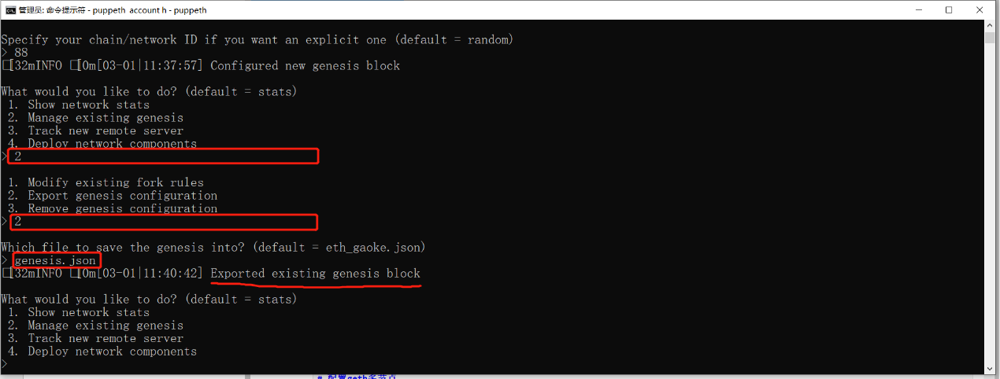 管理员: 命令提示符 - puppeth  account h - puppeth
Specify your chain/network ID if you want an explicit one (default = random)
> 88
[32mINFO [0m[03-01|11:37:57] Configured new genesis block
What would you like to do? (default = stats)
1. Show network stats
2. Manage existing genesis
3. Track new remote server
4. Deploy network components
> 2
1. Modify existing fork rules
2. Export genesis configuration
3. Remove genesis configuration
> 2
Which file to save the genesis into? (default = eth_gaoke.json)
> genesis.json
[32mINFO [0m[03-01|11:40:42] Exported existing genesis block
What would you like to do? (default = stats)
1. Show network stats
2. Manage existing genesis
3. Track new remote server
4. Deploy network components
>
# 配置geth多节点